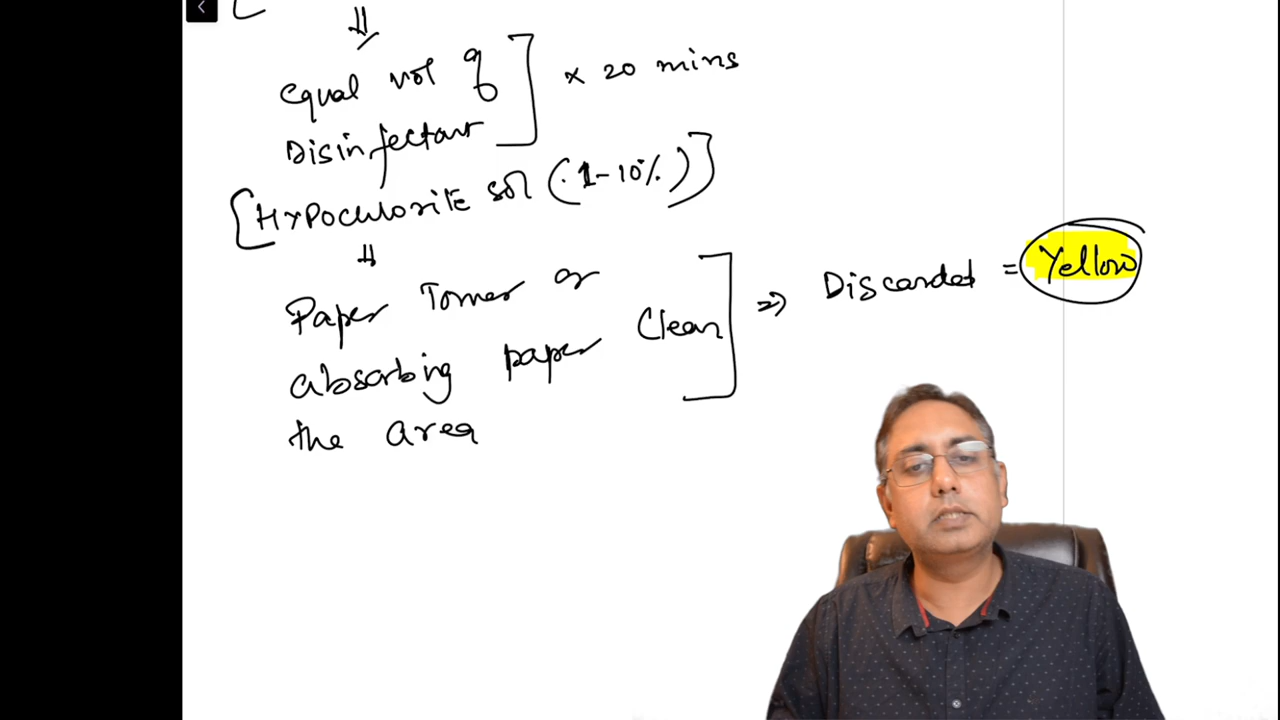 equal vol of
Disinfectant ] × 20 mins
[Hypochlorite sol (.1-10%)]
Paper Towel or
absorbing paper clean
the area
⇒ Discarded = Yellow